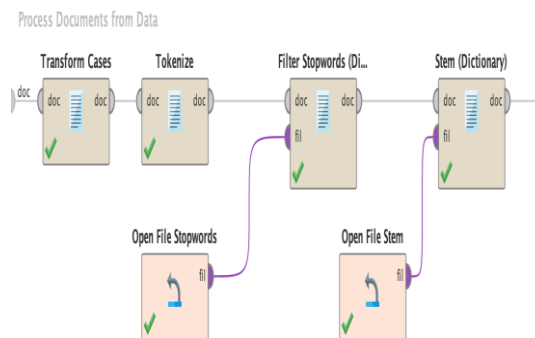 Process Documents from Data
Transform Cases
Tokenize
Filter Stopwords (Di...
Stem (Dictionary)
doc
doc doc
doc doc
doc doc
doc doc
fil
fil
Open File Stopwords
Open File Stem
fil
fil